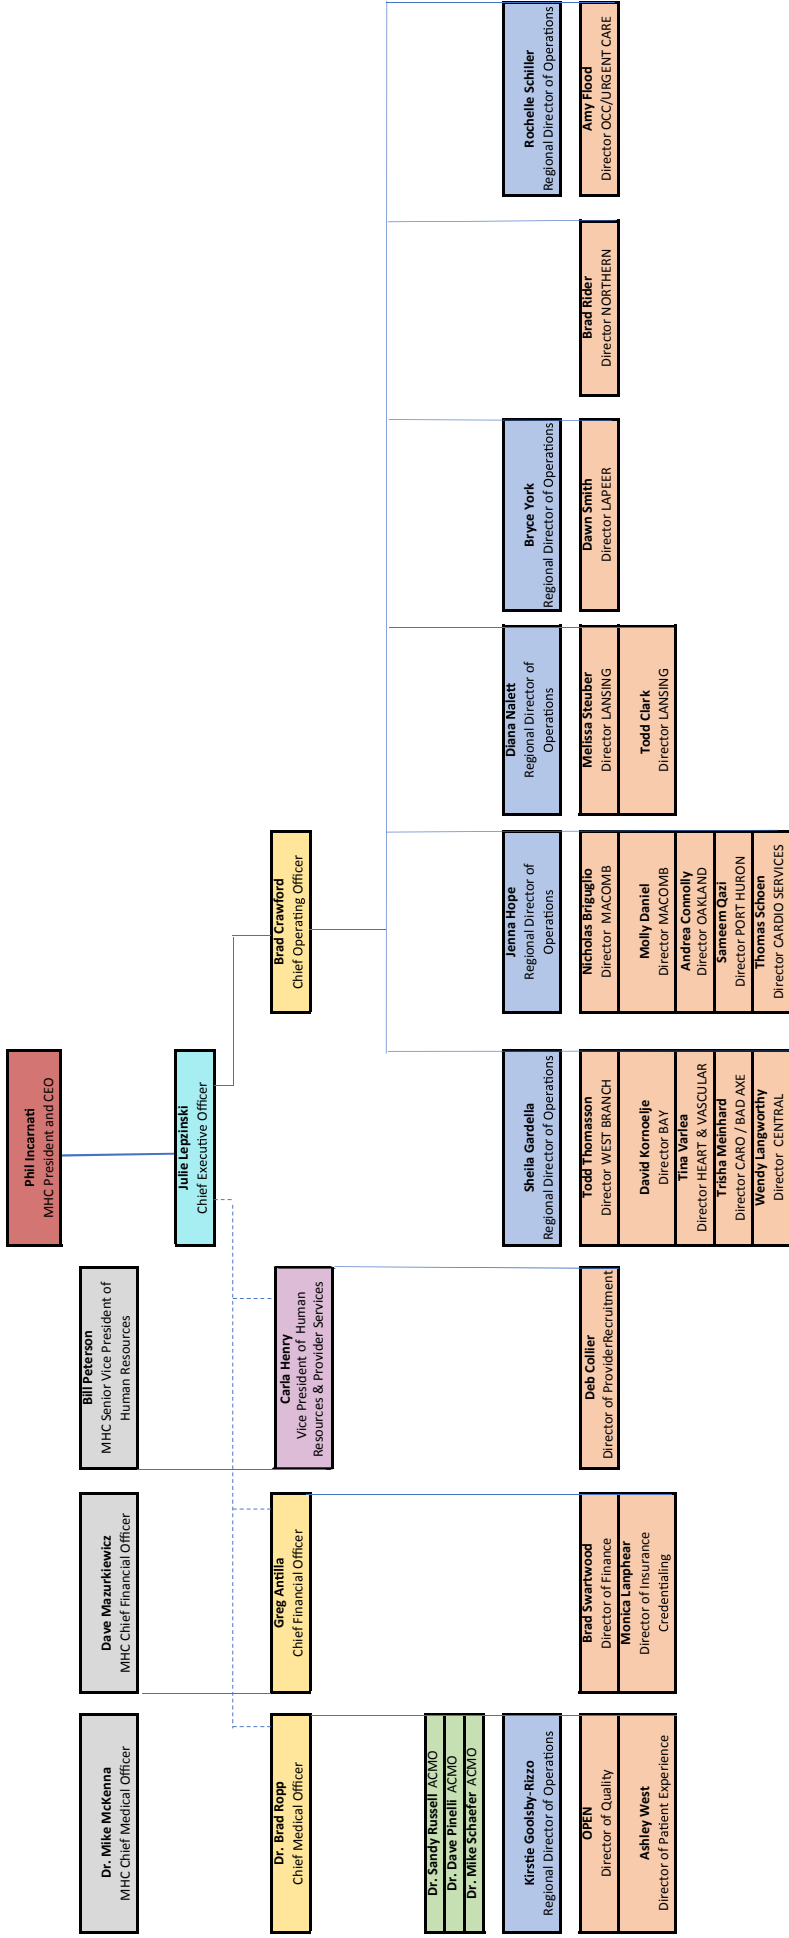 Phil Incarnati
MHC President and CEO
Dr. Mike McKenna
MHC Chief Medical Officer
Dave Mazurkiewicz
MHC Chief Financial Officer
Bill Peterson
MHC Senior Vice President of
Human Resources
Julie Lepzinski
Chief Executive Officer
Dr. Brad Ropp
Chief Medical Officer
Greg Antilla
Chief Financial Officer
Carla Henry
Vice President of Human
Resources & Provider Services
Brad Crawford
Chief Operating Officer
Dr. Sandy Russell ACMO
Dr. Dave Pinelli ACMO
Dr. Mike Schaefer ACMO
Kirstie Goolsby-Rizzo
Regional Director of Operations
Sheila Gardella
Regional Director of Operations
Jenna Hope
Regional Director of
Operations
Diana Nalett
Regional Director of
Operations
Bryce York
Regional Director of Operations
Rochelle Schiller
Regional Director of Operations
OPEN
Director of Quality
Ashley West
Director of Patient Experience
Brad Swartwood
Director of Finance
Monica Lanphear
Director of Insurance
Credentialing
Deb Collier
Director of ProviderRecruitment
Todd Thomasson
Director WEST BRANCH
David Kornoelje
Director BAY
Tina Varlea
Director HEART & VASCULAR
Trisha Meinhard
Director CARO / BAD AXE
Wendy Langworthy
Director CENTRAL
Nicholas Briguglio
Director MACOMB
Molly Daniel
Director MACOMB
Andrea Connolly
Director OAKLAND
Sameem Qazi
Director PORT HURON
Thomas Schoen
Director CARDIO SERVICES
Melissa Steuber
Director LANSING
Todd Clark
Director LANSING
Dawn Smith
Director LAPEER
Brad Rider
Director NORTHERN
Amy Flood
Director OCC/URGENT CARE